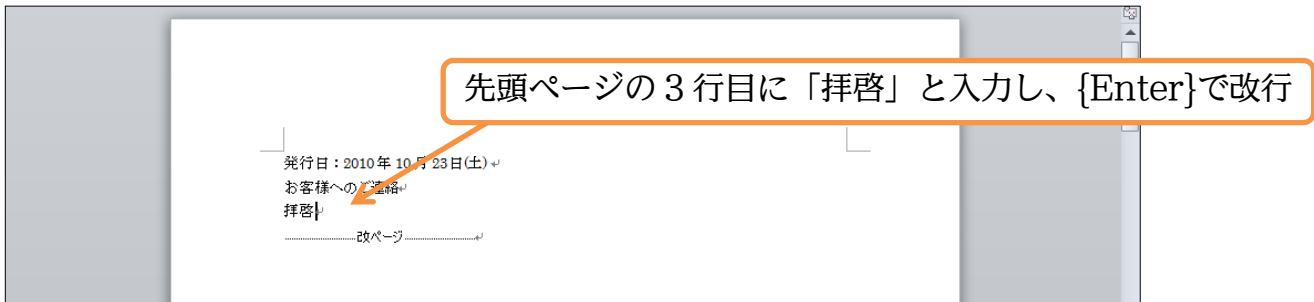 先頭ページの 3 行目に「拝啓」と入力し、{Enter}で改行
発行日：2010年 10月 23日(土)↵
お客様へのご連絡↵
拝啓↵
改ページ↵